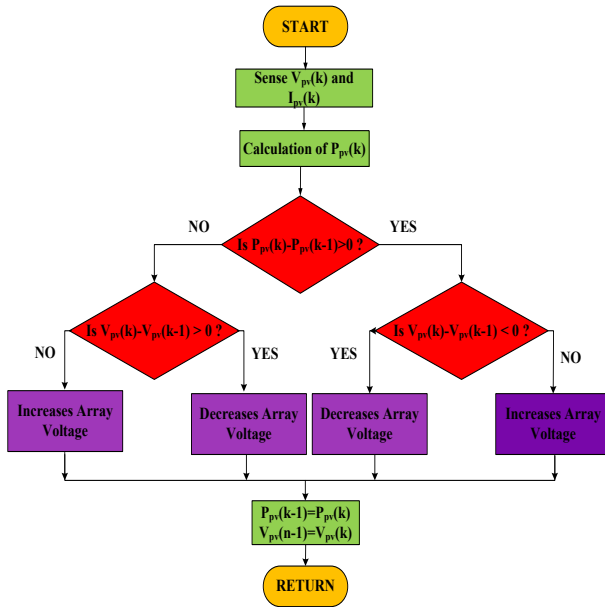 START
Sense Vpv(k) and
Ipv(k)
Calculation of Ppv(k)
NO
YES
Is Ppv(k)-Ppv(k-1)>0 ?
Is Vpv(k)-Vpv(k-1) > 0 ?
Is Vpv(k)-Vpv(k-1) < 0 ?
NO
YES
YES
NO
Increases Array
Voltage
Decreases Array
Voltage
Decreases Array
Voltage
Increases Array
Voltage
Ppv(k-1)=Ppv(k)
Vpv(n-1)=Vpv(k)
RETURN